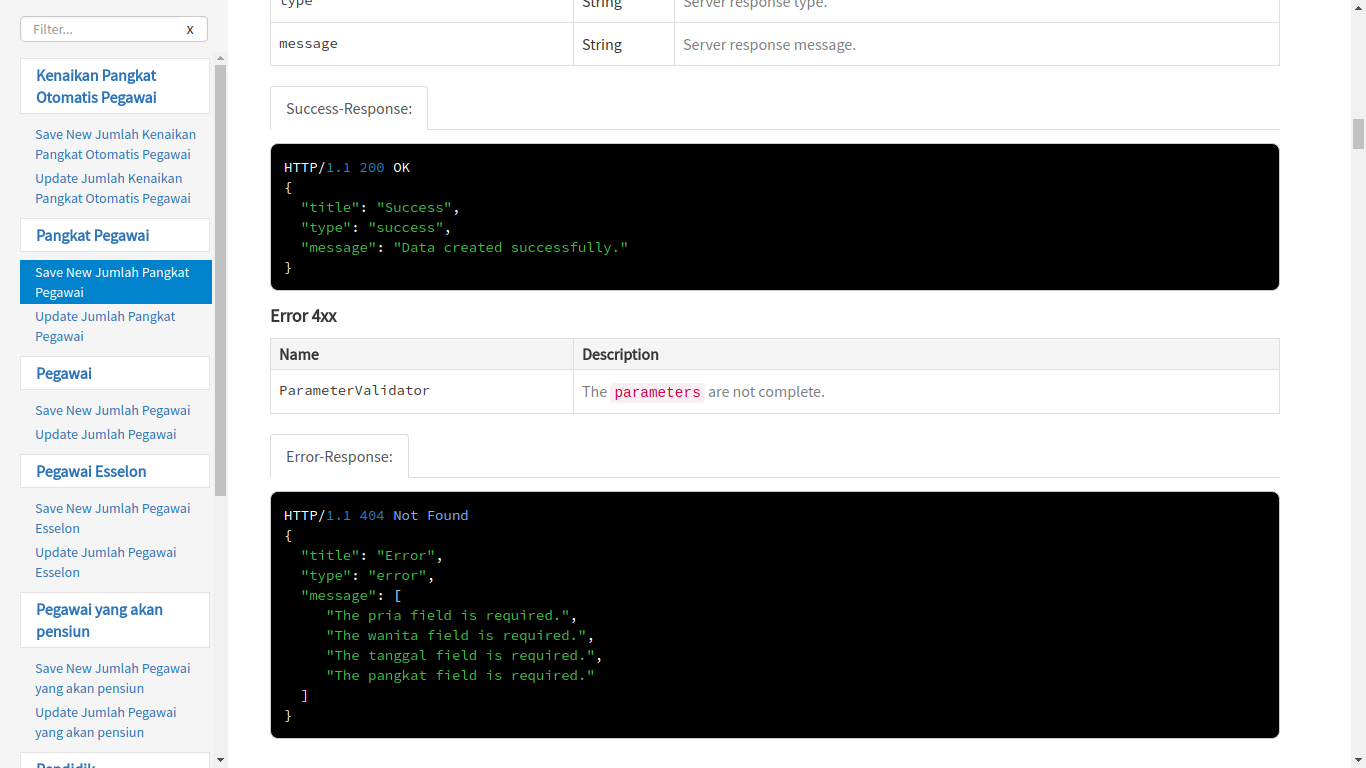 Filter...
x
Kenaikan Pangkat
Otomatis Pegawai
Save New Jumlah Kenaikan
Pangkat Otomatis Pegawai
Update Jumlah Kenaikan
Pangkat Otomatis Pegawai
Pangkat Pegawai
Save New Jumlah Pangkat
Pegawai
Update Jumlah Pangkat
Pegawai
Pegawai
Save New Jumlah Pegawai
Update Jumlah Pegawai
Pegawai Esselon
Save New Jumlah Pegawai
Esselon
Update Jumlah Pegawai
Esselon
Pegawai yang akan
pensiun
Save New Jumlah Pegawai
yang akan pensiun
Update Jumlah Pegawai
yang akan pensiun
Pendidik
type String Server response type.
message String Server response message.
Success-Response:
HTTP/1.1 200 OK
{
"title": "Success",
"type": "success",
"message": "Data created successfully."
}
Error 4xx
Name Description
ParameterValidator The parameters are not complete.
Error-Response:
HTTP/1.1 404 Not Found
{
"title": "Error",
"type": "error",
"message": [
"The pria field is required.",
"The wanita field is required.",
"The tanggal field is required.",
"The pangkat field is required."
]
}